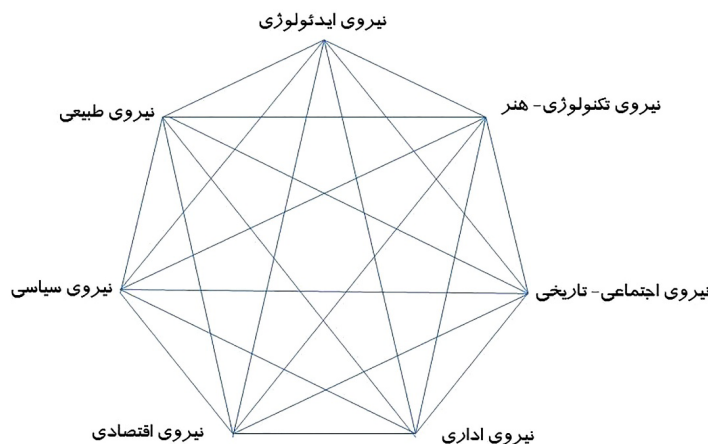 نیروی ایدئولوژی
نیروی تکنولوژی- هنر
نیروی طبیعی
نیروی اجتماعی- تاریخی
نیروی سیاسی
نیروی اداری
نیروی اقتصادی